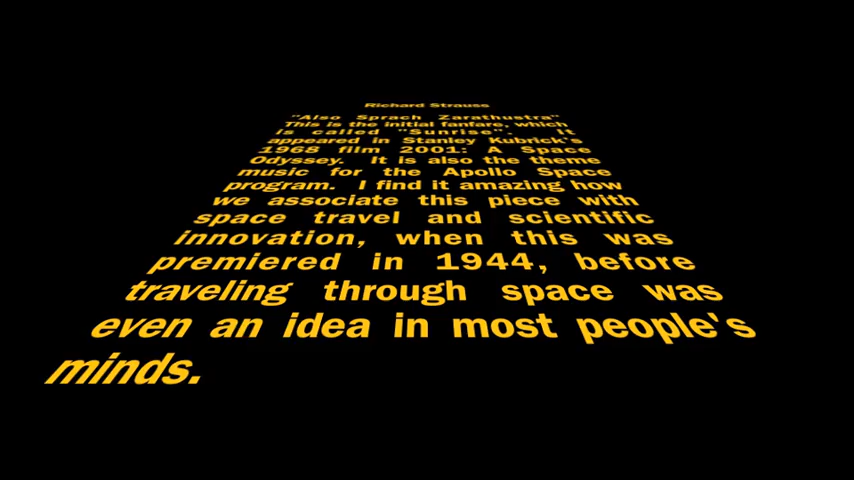 Richard Strauss
"Also Sprach Zarathustra"
This is the initial fanfare, which
is called "Sunrise". It
appeared in Stanley Kubrick's
1968 film 2001: A Space
Odyssey. It is also the theme
music for the Apollo Space
program. I find it amazing how
we associate this piece with
space travel and scientific
innovation, when this was
premiered in 1944, before
traveling through space was
even an idea in most people's
minds.